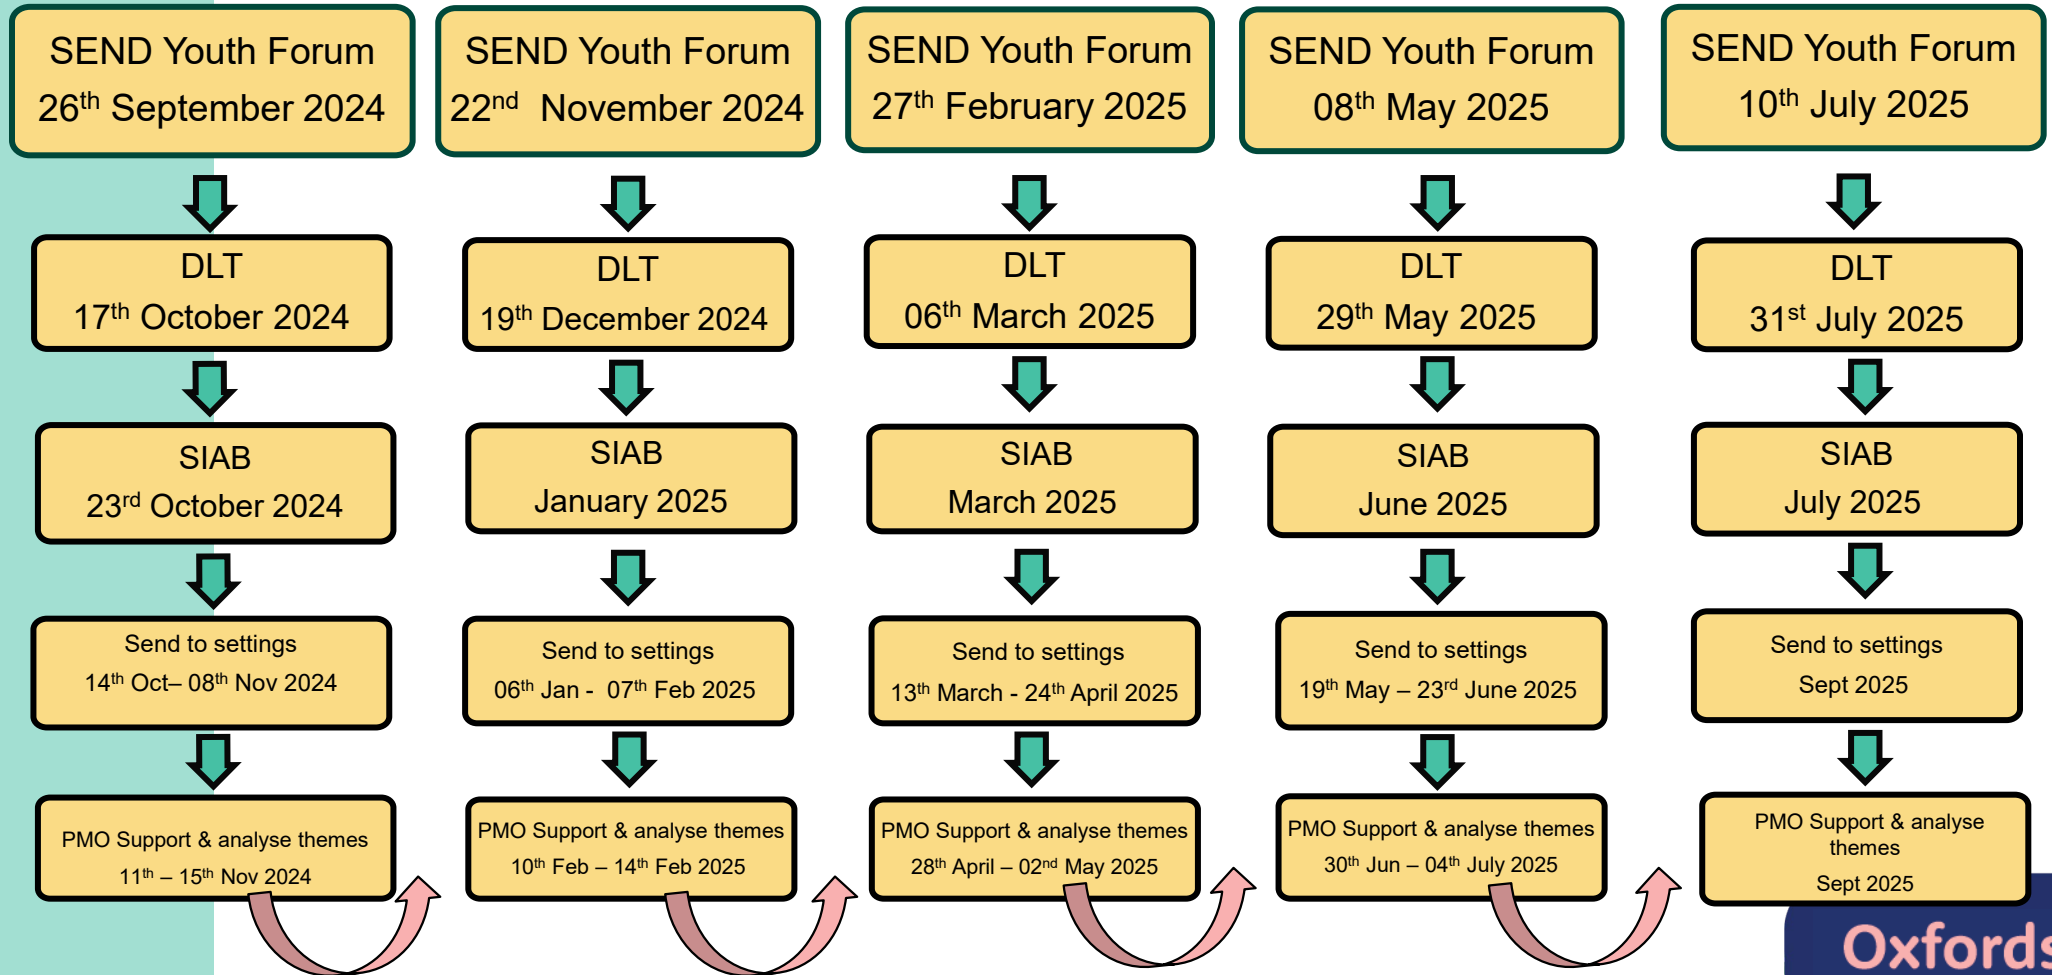 SEND Youth Forum
26th September 2024
DLT
17th October 2024
SIAB
23rd October 2024
Send to settings
14th Oct– 08th Nov 2024
PMO Support & analyse themes
11th – 15th Nov 2024
SEND Youth Forum
22nd November 2024
DLT
19th December 2024
SIAB
January 2025
Send to settings
06th Jan - 07th Feb 2025
PMO Support & analyse themes
10th Feb – 14th Feb 2025
SEND Youth Forum
27th February 2025
DLT
06th March 2025
SIAB
March 2025
Send to settings
13th March - 24th April 2025
PMO Support & analyse themes
28th April – 02nd May 2025
SEND Youth Forum
08th May 2025
DLT
29th May 2025
SIAB
June 2025
Send to settings
19th May – 23rd June 2025
PMO Support & analyse themes
30th Jun – 04th July 2025
SEND Youth Forum
10th July 2025
DLT
31st July 2025
SIAB
July 2025
Send to settings
Sept 2025
PMO Support & analyse
themes
Sept 2025
Oxfords